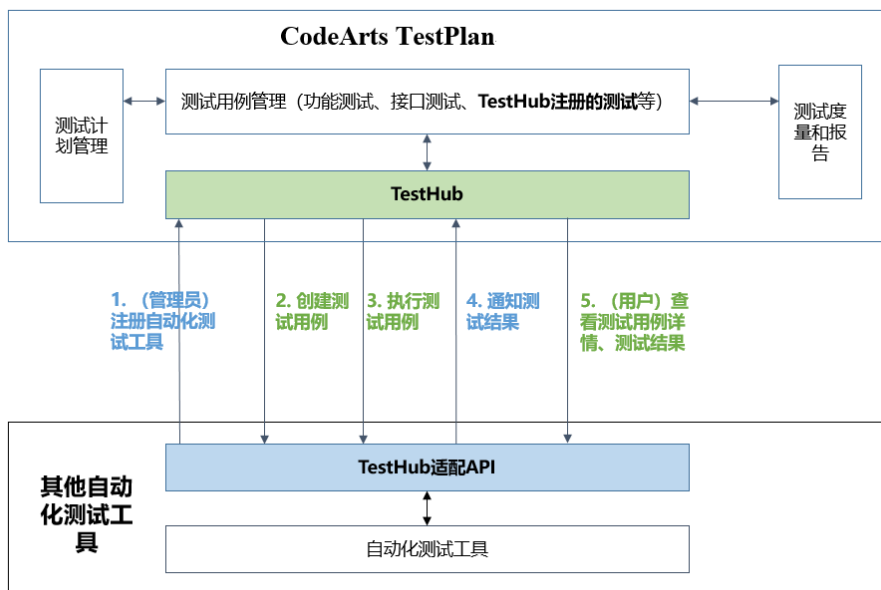 CodeArts TestPlan
测试计
划管理
测试用例管理（功能测试、接口测试、TestHub注册的测试等）
测试度
量和报
告
TestHub
1. （管理员）
注册自动化测
试工具
2. 创建测
试用例
3. 执行测
试用例
4. 通知测
试结果
5. （用户）查
看测试用例详
情、测试结果
其他自动
化测试工
具
TestHub适配API
自动化测试工具